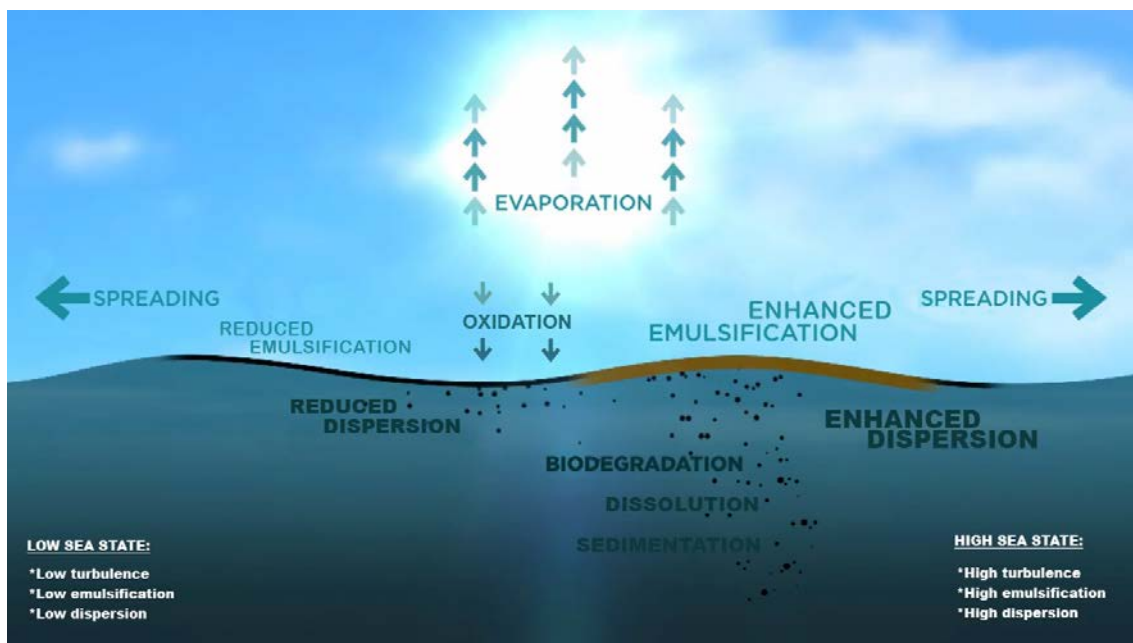 EVAPORATION
SPREADING
OXIDATION
SPREADING
REDUCED
EMULSIFICATION
ENHANCED
EMULSIFICATION
REDUCED
DISPERSION
ENHANCED
DISPERSION
BIODEGRADATION
DISSOLUTION
SEDIMENTATION
LOW SEA STATE:
*Low turbulence
*Low emulsification
*Low dispersion
HIGH SEA STATE:
*High turbulence
*High emulsification
*High dispersion